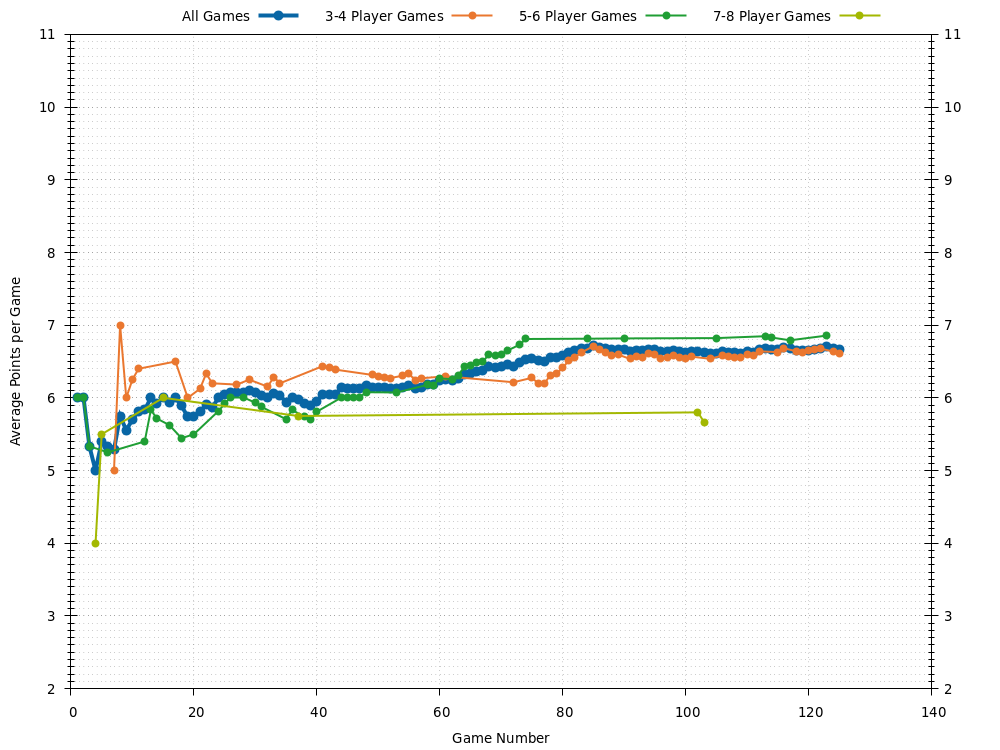 All Games 3-4 Player Games 5-6 Player Games 7-8 Player Games
11 11
10 10
9 9
8 8
7 7
6 6
5 5
4 4
3 3
2 2
Average Points per Game
0 20 40 60 80 100 120 140
Game Number